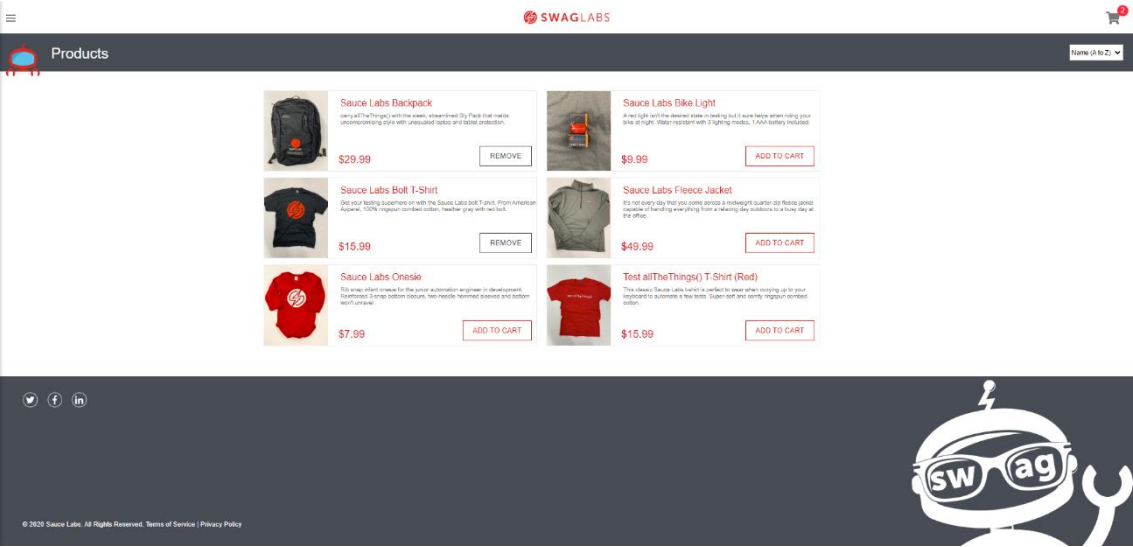 SWAGLABS
2
Products
Name (A to Z)
Sauce Labs Backpack
carry.allTheThings() with the sleek, streamlined Sly Pack that melds
uncompromising style with unequaled laptop and tablet protection.
$29.99
REMOVE
Sauce Labs Bike Light
A red light isn't the desired state in testing but it sure helps when riding your
bike at night. Water-resistant with 3 lighting modes, 1 AAA battery included.
$9.99
ADD TO CART
Sauce Labs Bolt T-Shirt
Get your testing superhero on with the Sauce Labs bolt T-shirt. From American
Apparel, 100% ringspun combed cotton, heather gray with red bolt.
$15.99
REMOVE
Sauce Labs Fleece Jacket
It's not every day that you come across a midweight quarter-zip fleece jacket
capable of handling everything from a relaxing day outdoors to a busy day at
the office.
$49.99
ADD TO CART
Sauce Labs Onesie
Rib snap infant onesie for the junior automation engineer in development.
Reinforced 3-snap bottom closure, two-needle hemmed sleeved and bottom
won't unravel.
$7.99
ADD TO CART
Test.allTheThings() T-Shirt (Red)
This classic Sauce Labs t-shirt is perfect to wear when cozying up to your
keyboard to automate a few tests. Super-soft and comfy ringspun combed
cotton.
$15.99
ADD TO CART
sw ag
© 2020 Sauce Labs. All Rights Reserved. Terms of Service | Privacy Policy